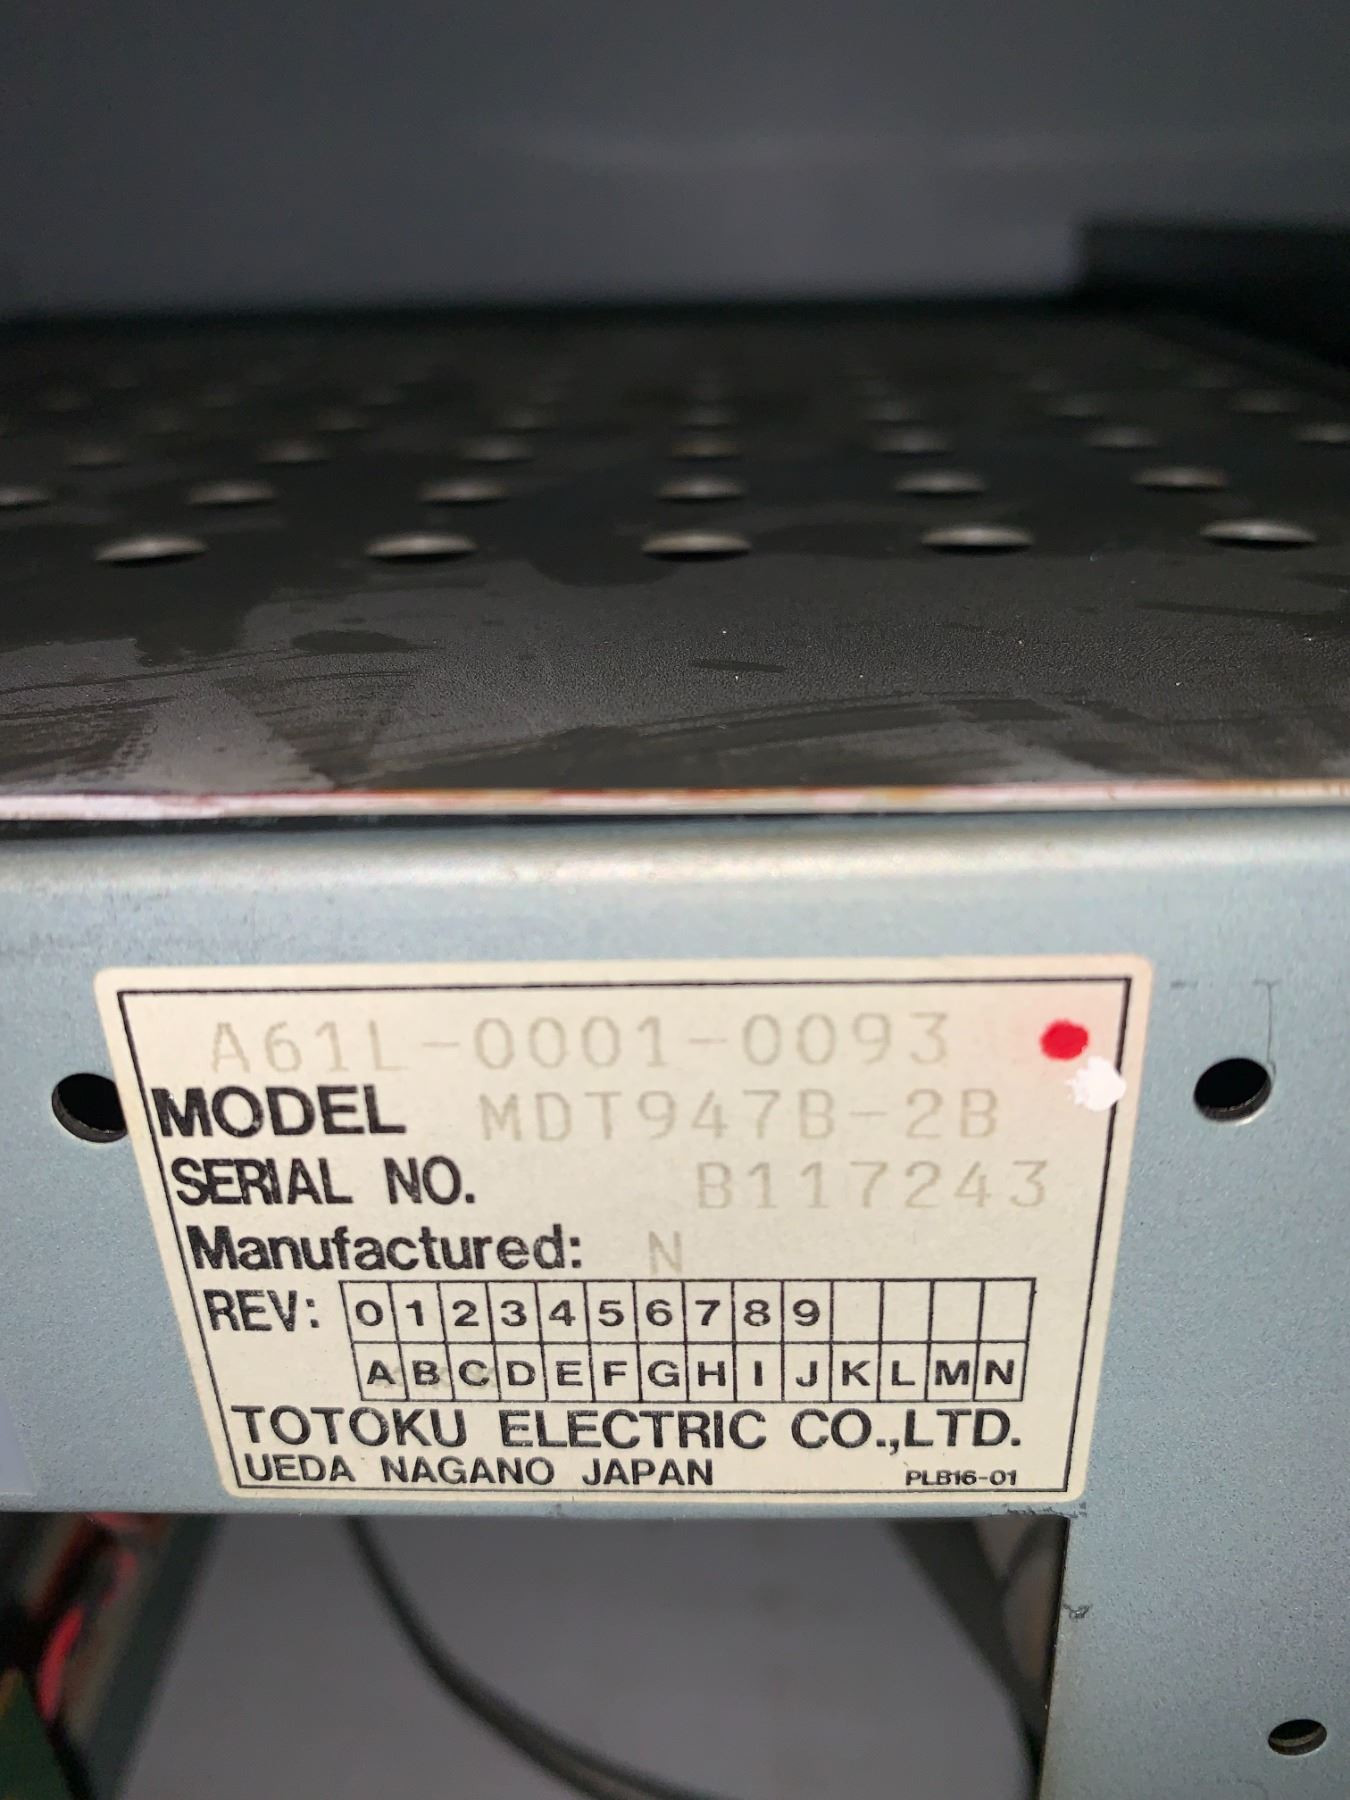 A61L-0001-0093
MODEL MDT947B-2B
SERIAL NO. B117243
Manufactured: N
REV: 0 1 2 3 4 5 6 7 8 9
A B C D E F G H I J K L M N
TOTOKU ELECTRIC CO.,LTD.
UEDA NAGANO JAPAN PLB16-01